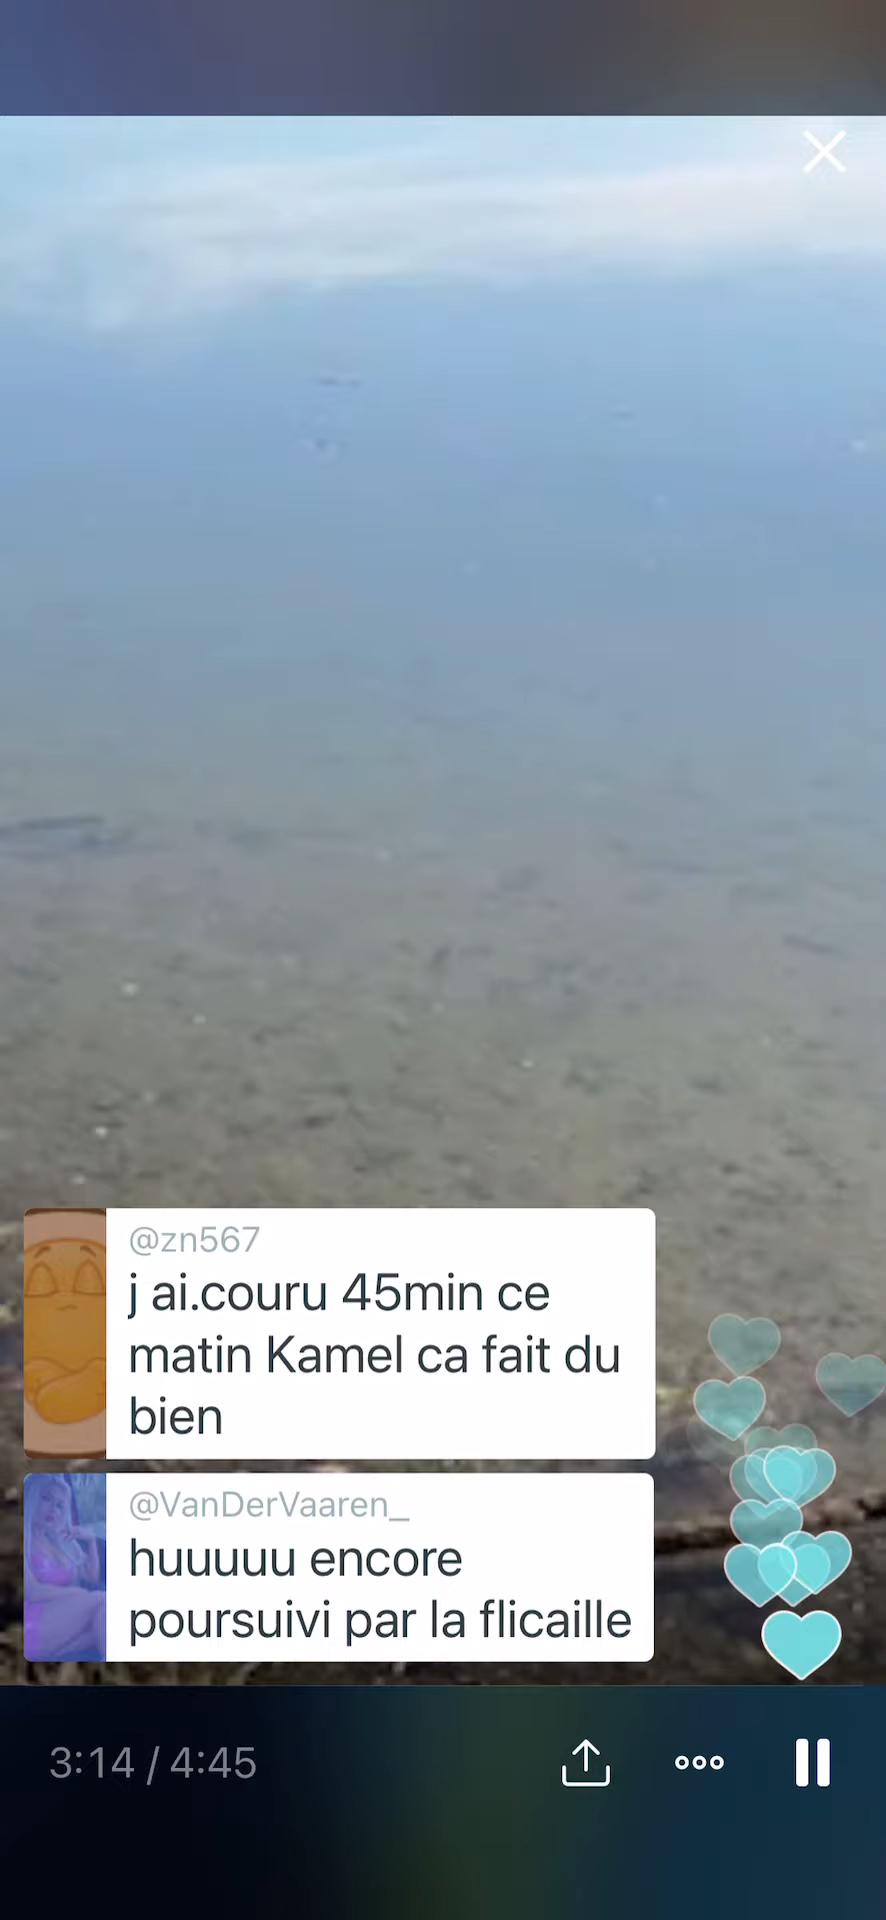 @zn567
j ai.couru 45min ce
matin Kamel ca fait du
bien
@VanDerVaaren_
huuuuu encore
poursuivi par la flicaille
3:14 / 4:45